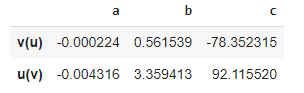 a b c
v(u) -0.000224 0.561539 -78.352315
u(v) -0.004316 3.359413 92.115520